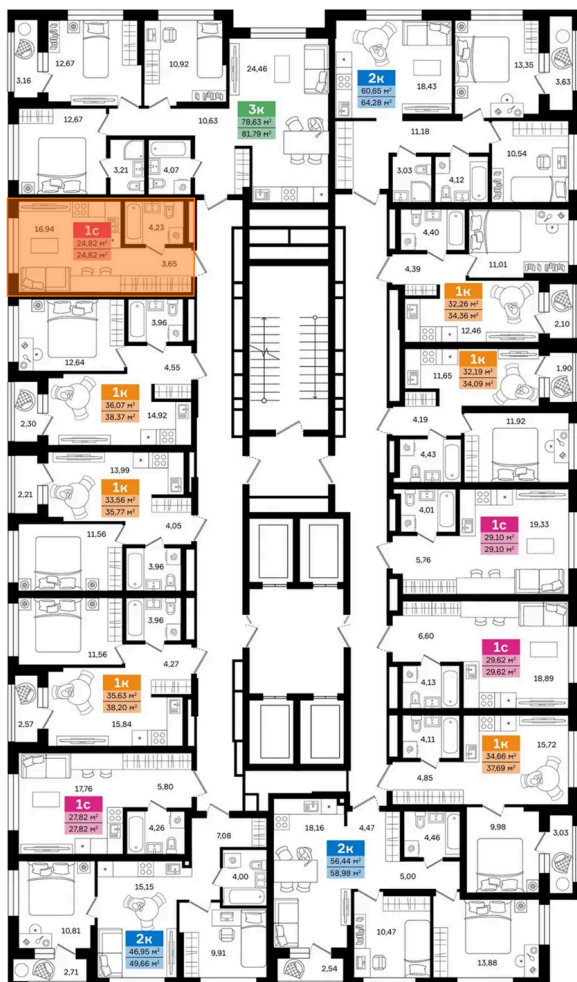 3,16
12,67
10,92
24,46
3к
78,63 м²
81,79 м²
12,67
10,63
3,21
4,07
2к
60,65 м²
64,28 м²
18,43
13,35
3,63
11,18
3,03
4,12
10,54
16,94
1с
24,82 м²
24,82 м²
4,23
3,65
4,40
11,01
4,39
1к
32,26 м²
34,36 м²
12,46
2,10
12,64
3,96
4,55
1к
36,07 м²
38,37 м²
14,92
2,30
11,65
1к
32,19 м²
34,09 м²
1,90
4,19
11,92
4,43
2,21
13,99
1к
33,56 м²
35,77 м²
4,05
11,56
3,96
4,01
1с
29,10 м²
29,10 м²
19,33
5,76
3,96
11,56
4,27
1к
35,63 м²
38,20 м²
2,57
15,84
6,60
1с
29,62 м²
29,62 м²
4,13
18,89
4,11
1к
34,66 м²
37,69 м²
15,72
4,85
17,76
5,80
1с
27,82 м²
27,82 м²
4,26
7,08
18,16
4,47
2к
56,44 м²
58,98 м²
4,46
9,98
3,03
5,00
15,15
4,00
10,81
2к
46,95 м²
49,66 м²
2,71
9,91
2,54
10,47
13,88